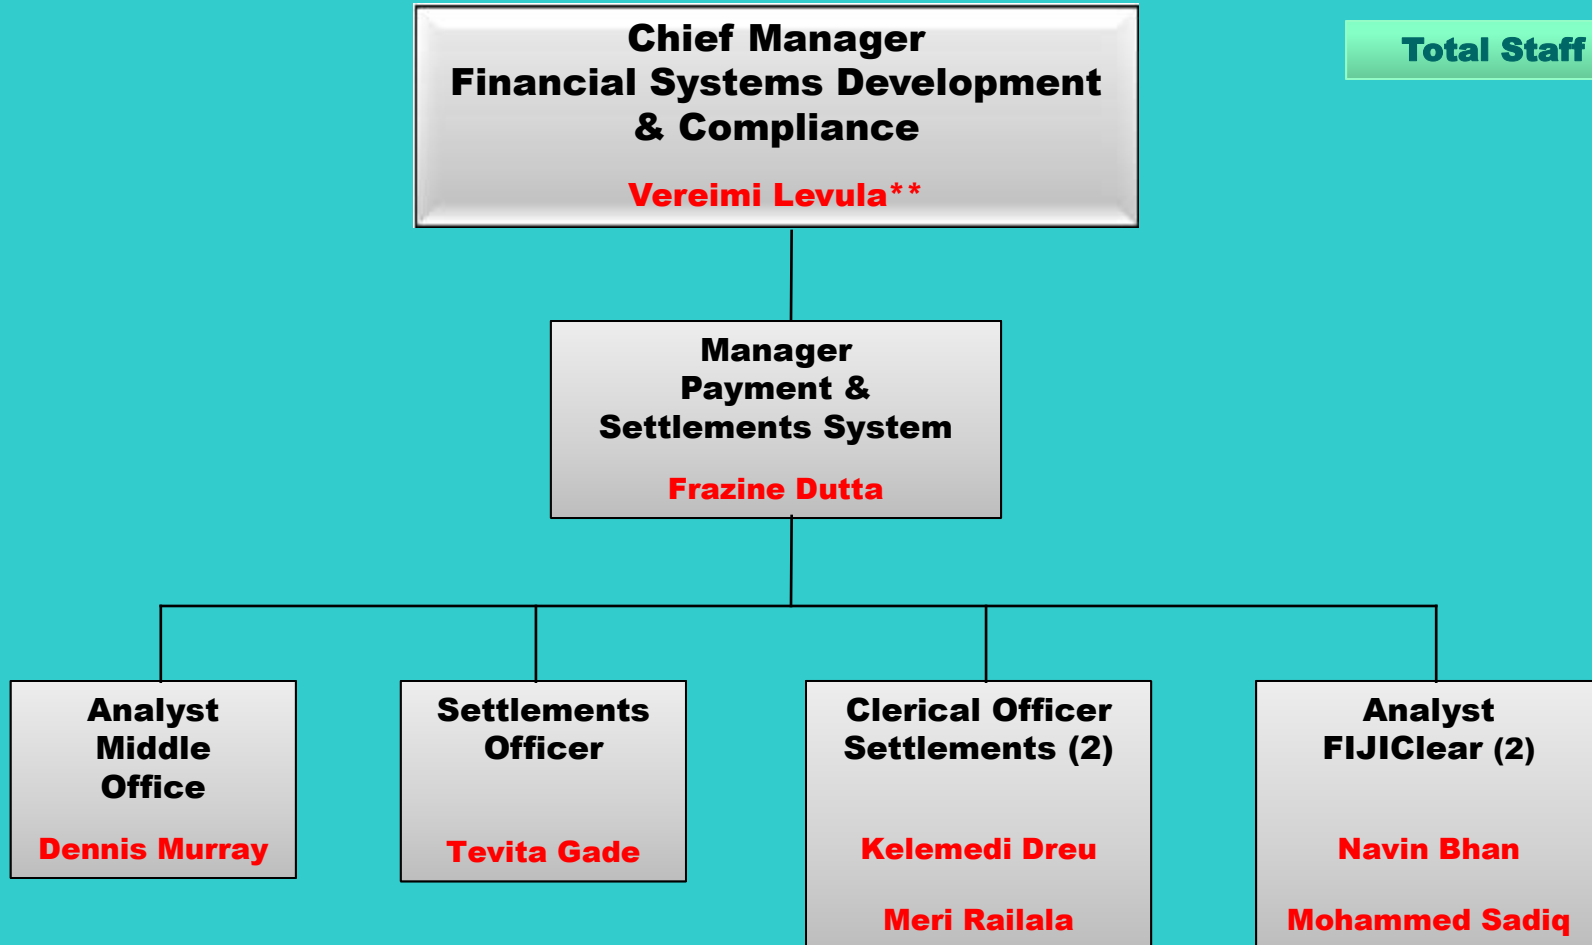 Chief Manager
Financial Systems Development
& Compliance
Vereimi Levula**
Total Staff
Manager
Payment &
Settlements System
Frazine Dutta
Analyst
Middle
Office
Dennis Murray
Settlements
Officer
Tevita Gade
Clerical Officer
Settlements (2)
Kelemedi Dreu
Meri Railala
Analyst
FIJIClear (2)
Navin Bhan
Mohammed Sadiq